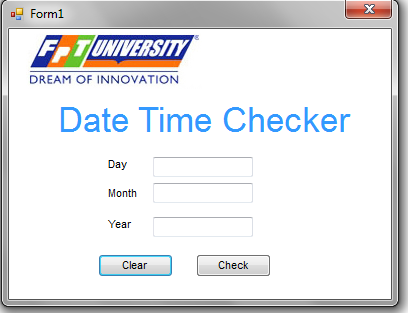 Form1
FPT UNIVERSITY®
DREAM OF INNOVATION
Date Time Checker
Day
Month
Year
Clear Check